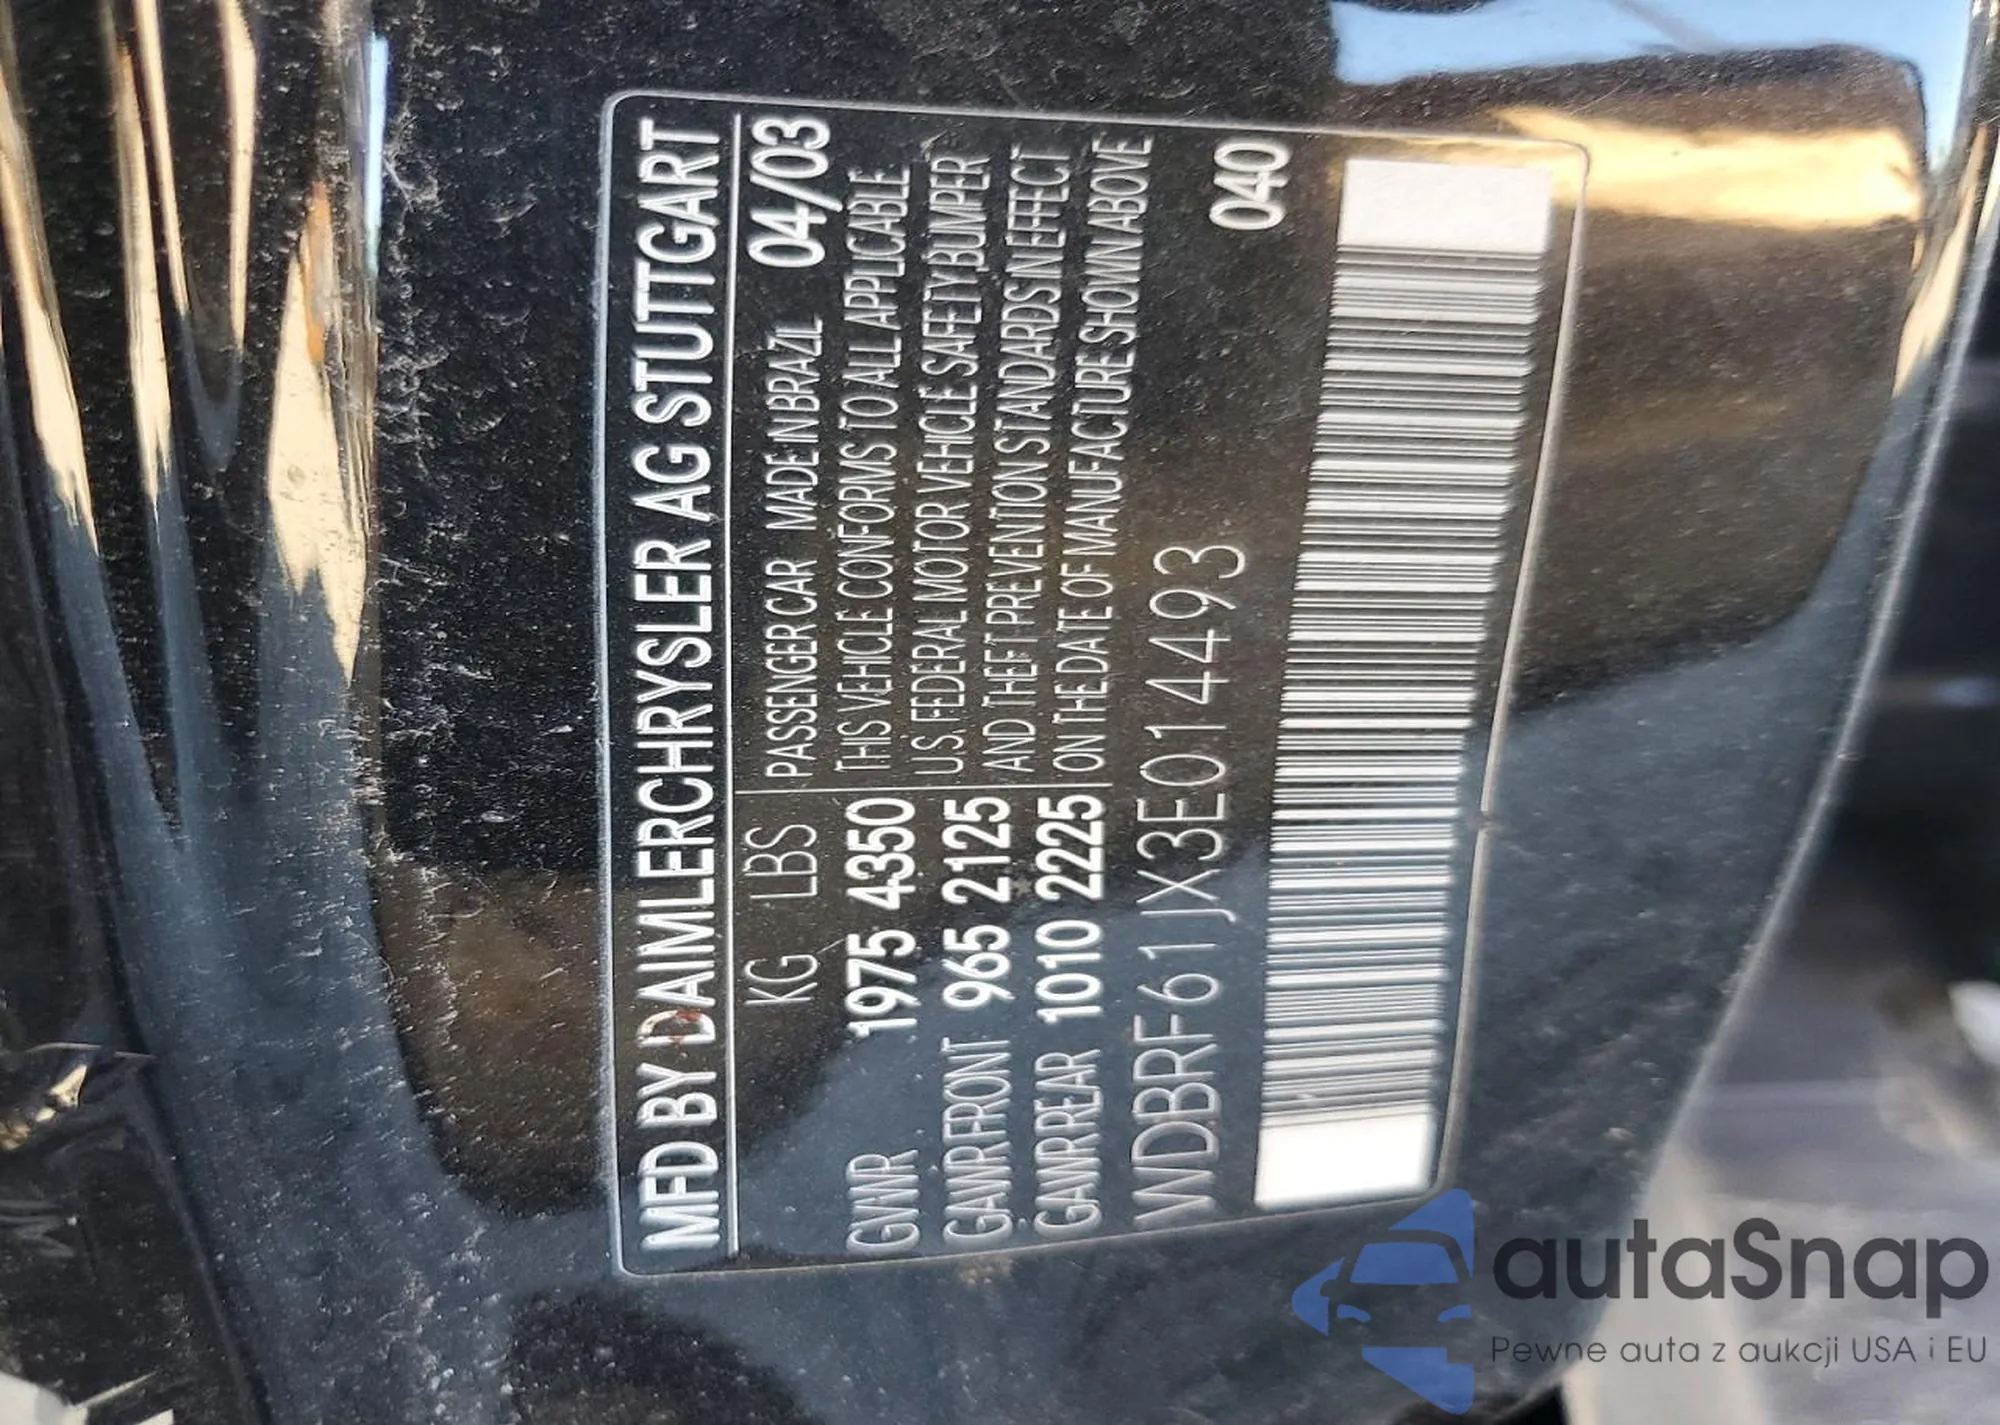 MFD BY DAIMLERCHRYSLER AG STUTTGART
KG LBS PASSENGER CAR MADE IN BRAZIL 04/03
GVWR 1975 4350 THIS VEHICLE CONFORMS TO ALL APPLICABLE
GAWR FRONT 965 2125 U.S. FEDERAL MOTOR VEHICLE SAFETY BUMPER
GAWR REAR 1010 2225 AND THEFT PREVENTION STANDARDS IN EFFECT
ON THE DATE OF MANUFACTURE SHOWN ABOVE
WDBRF61JX3E014493 040
autaSnap
Pewne auta z aukcji USA i EU